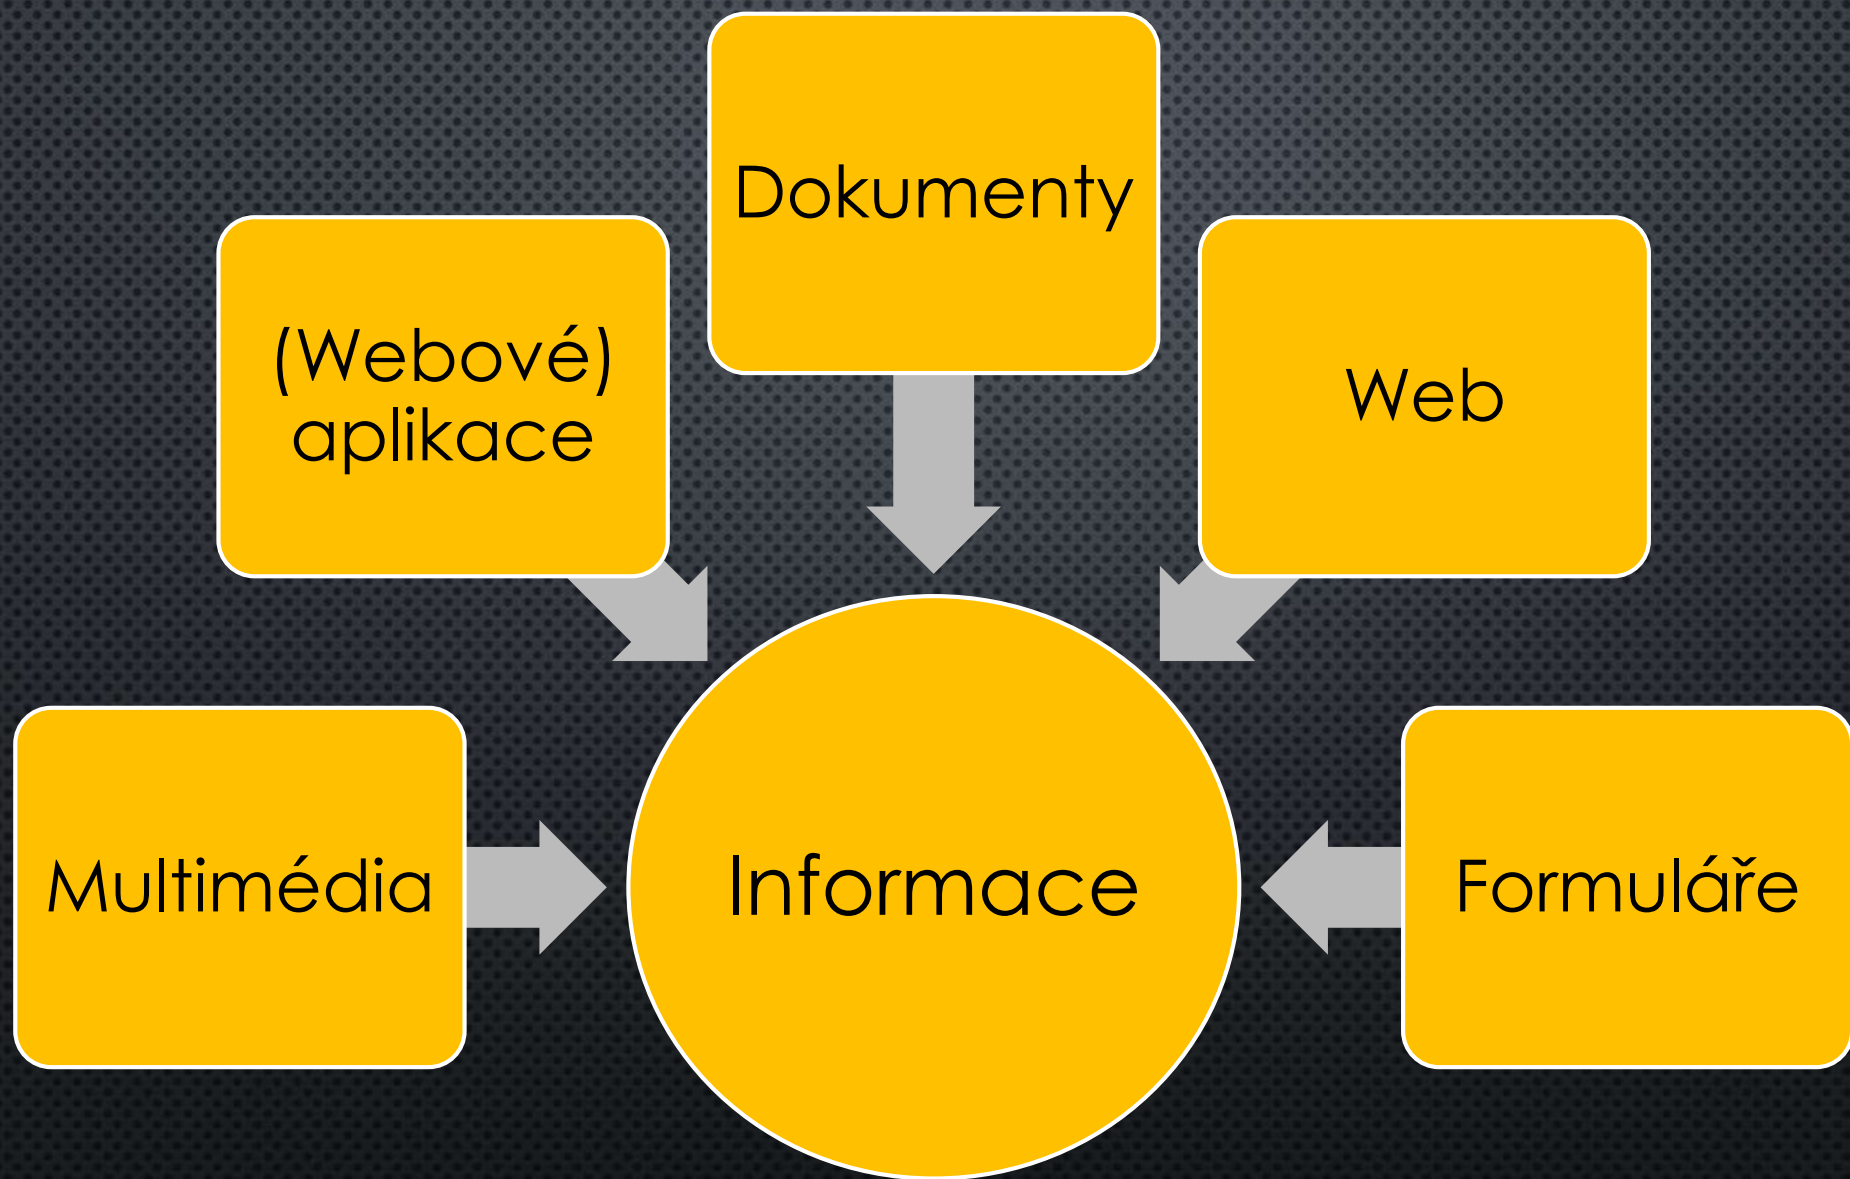 Dokumenty
(Webové)
aplikace
Web
Multimédia
Informace
Formuláře